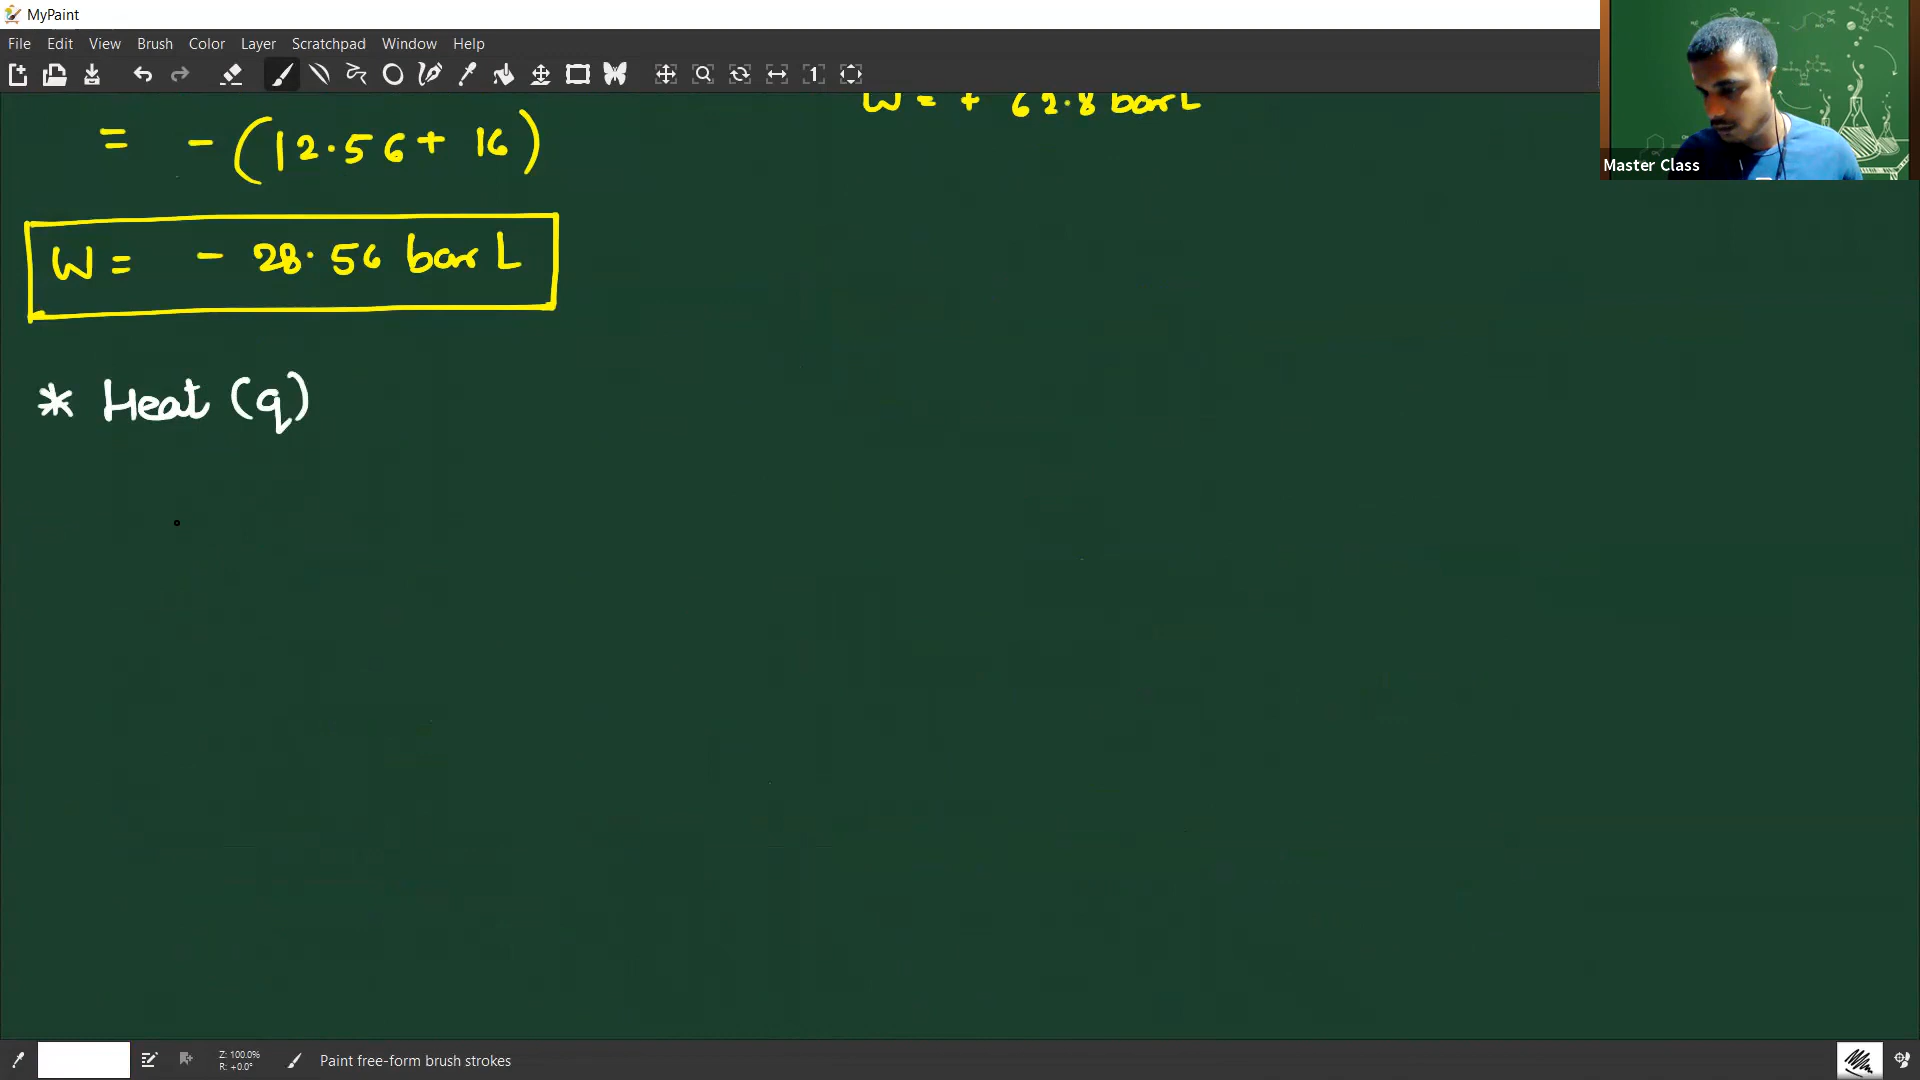 MyPaint
File Edit View Brush Color Layer Scratchpad Window Help
W = + 62.8 bar L
= - (12.56 + 16)
W = - 28.56 bar L
* Heat (q)
Master Class
Z: 100.0%
R: +0.0°
Paint free-form brush strokes